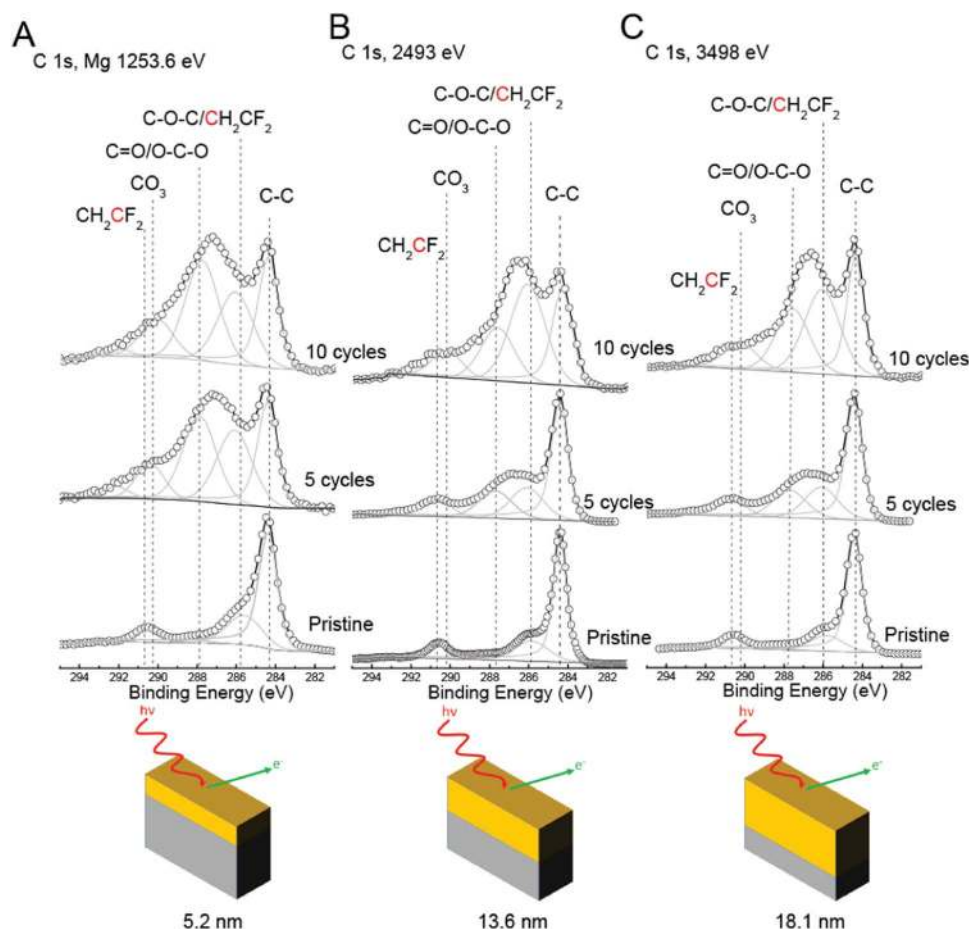 A
C 1s, Mg 1253.6 eV
C-O-C/CH₂CF₂
C=O/O-C-O
CO₃
CH₂CF₂
C-C
10 cycles
5 cycles
Pristine
294 292 290 288 286 284 282
Binding Energy (eV)
hν
e⁻
5.2 nm
B
C 1s, 2493 eV
C-O-C/CH₂CF₂
C=O/O-C-O
CO₃
CH₂CF₂
C-C
10 cycles
5 cycles
Pristine
294 292 290 288 286 284 282
Binding Energy (eV)
hν
e⁻
13.6 nm
C
C 1s, 3498 eV
C-O-C/CH₂CF₂
C=O/O-C-O
CO₃
CH₂CF₂
C-C
10 cycles
5 cycles
Pristine
294 292 290 288 286 284 282
Binding Energy (eV)
hν
e⁻
18.1 nm